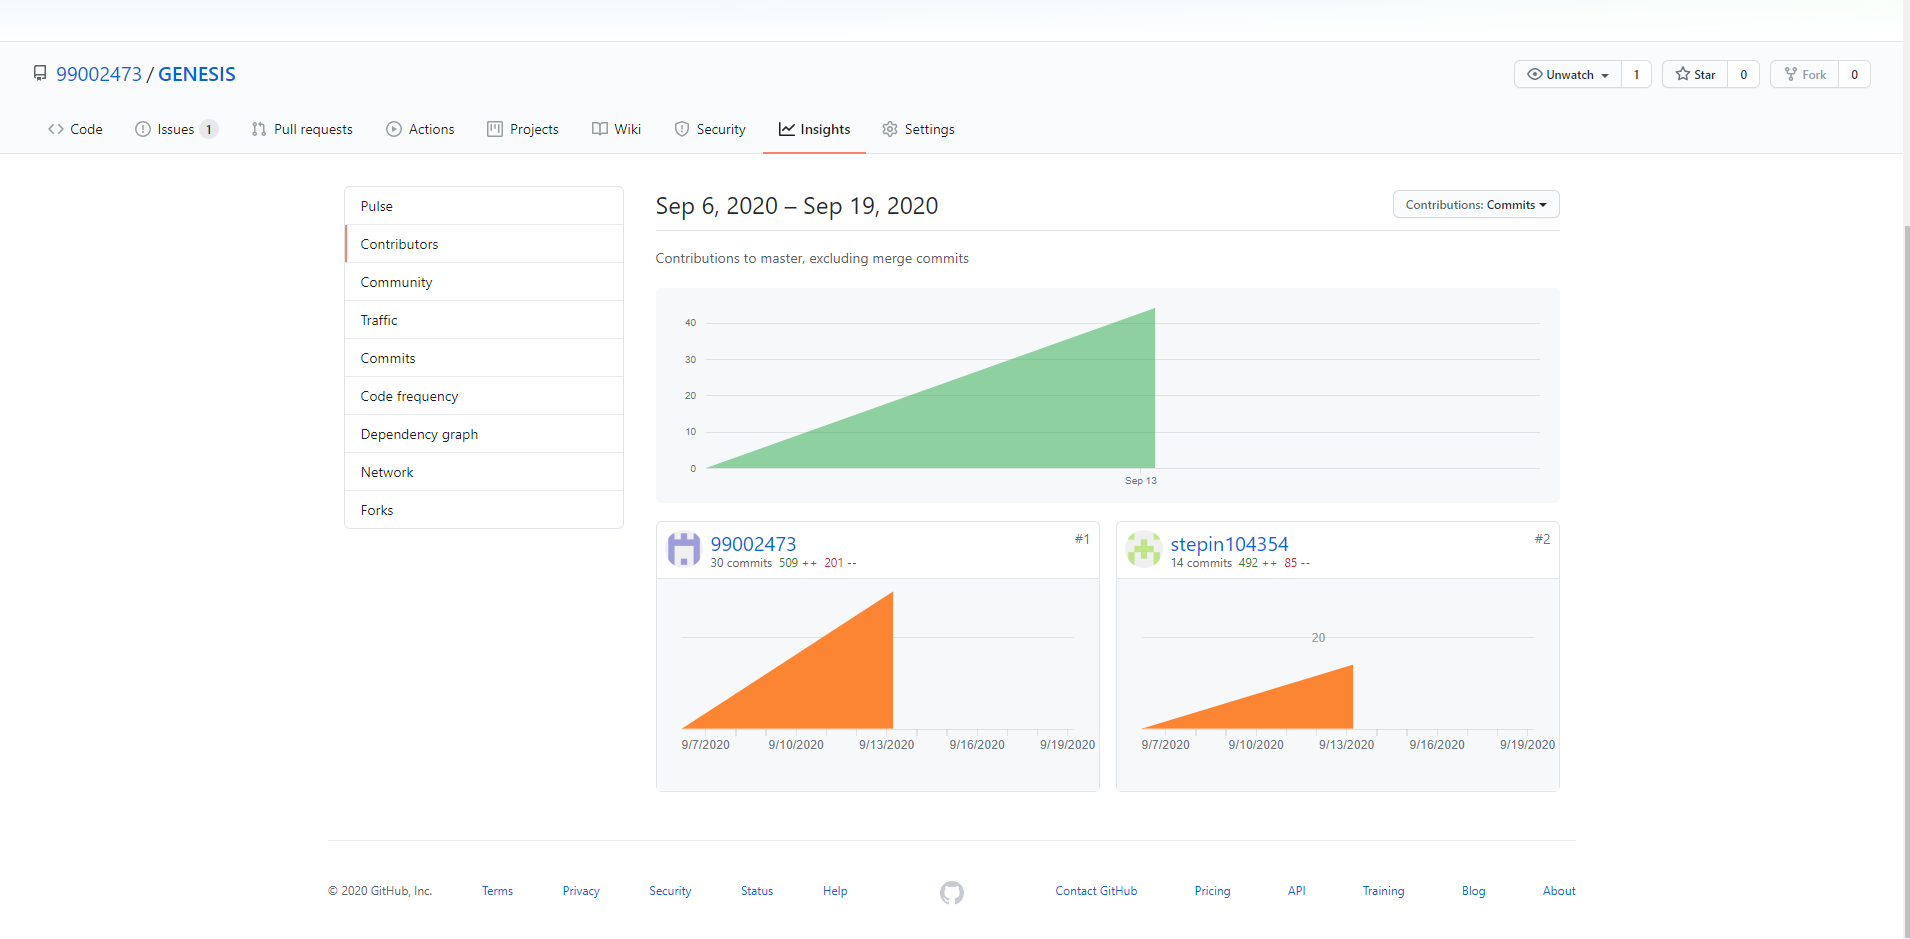 99002473 / GENESIS
Unwatch 1 Star 0 Fork 0
Code Issues 1 Pull requests Actions Projects Wiki Security Insights Settings
Pulse
Contributors
Community
Traffic
Commits
Code frequency
Dependency graph
Network
Forks
Sep 6, 2020 – Sep 19, 2020
Contributions: Commits
Contributions to master, excluding merge commits
40
30
20
10
0
Sep 13
99002473 #1
30 commits 509 ++ 201 --
9/7/2020 9/10/2020 9/13/2020 9/16/2020 9/19/2020
stepin104354 #2
14 commits 492 ++ 85 --
20
9/7/2020 9/10/2020 9/13/2020 9/16/2020 9/19/2020
© 2020 GitHub, Inc. Terms Privacy Security Status Help Contact GitHub Pricing API Training Blog About